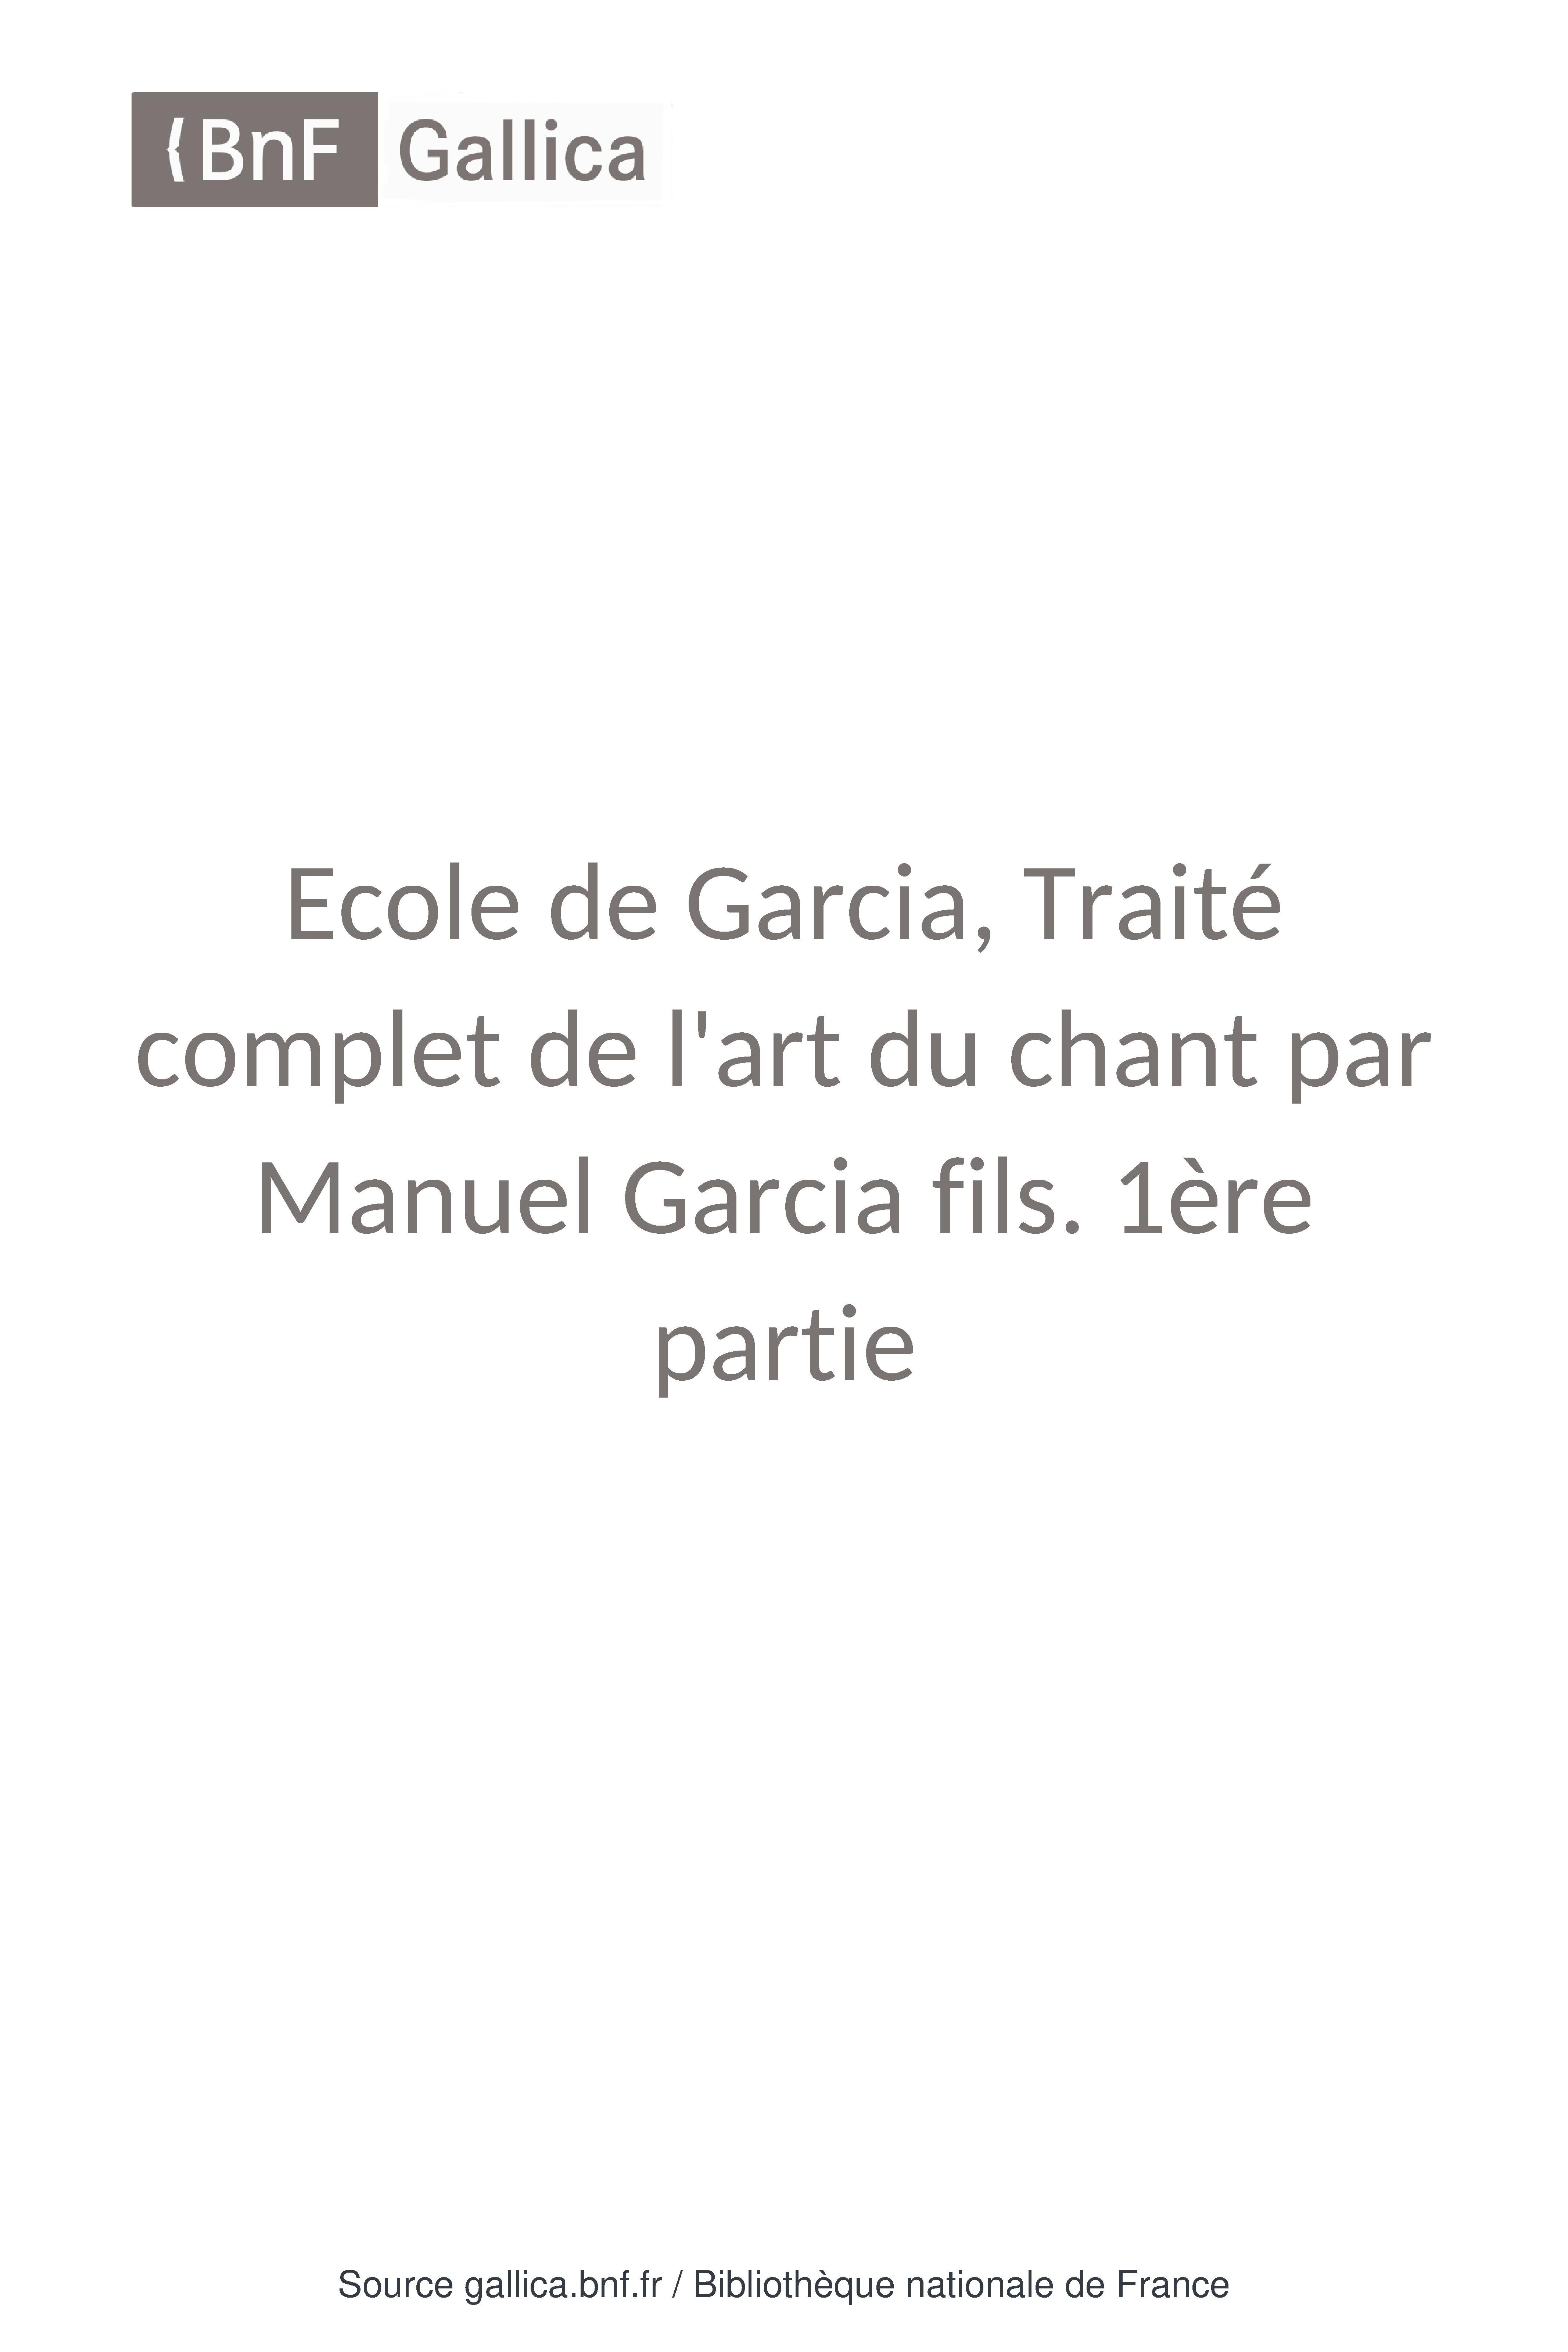 {BnF Gallica
Ecole de Garcia, Traité
complet de l'art du chant par
Manuel Garcia fils. 1ère
partie
Source gallica.bnf.fr / Bibliothèque nationale de France